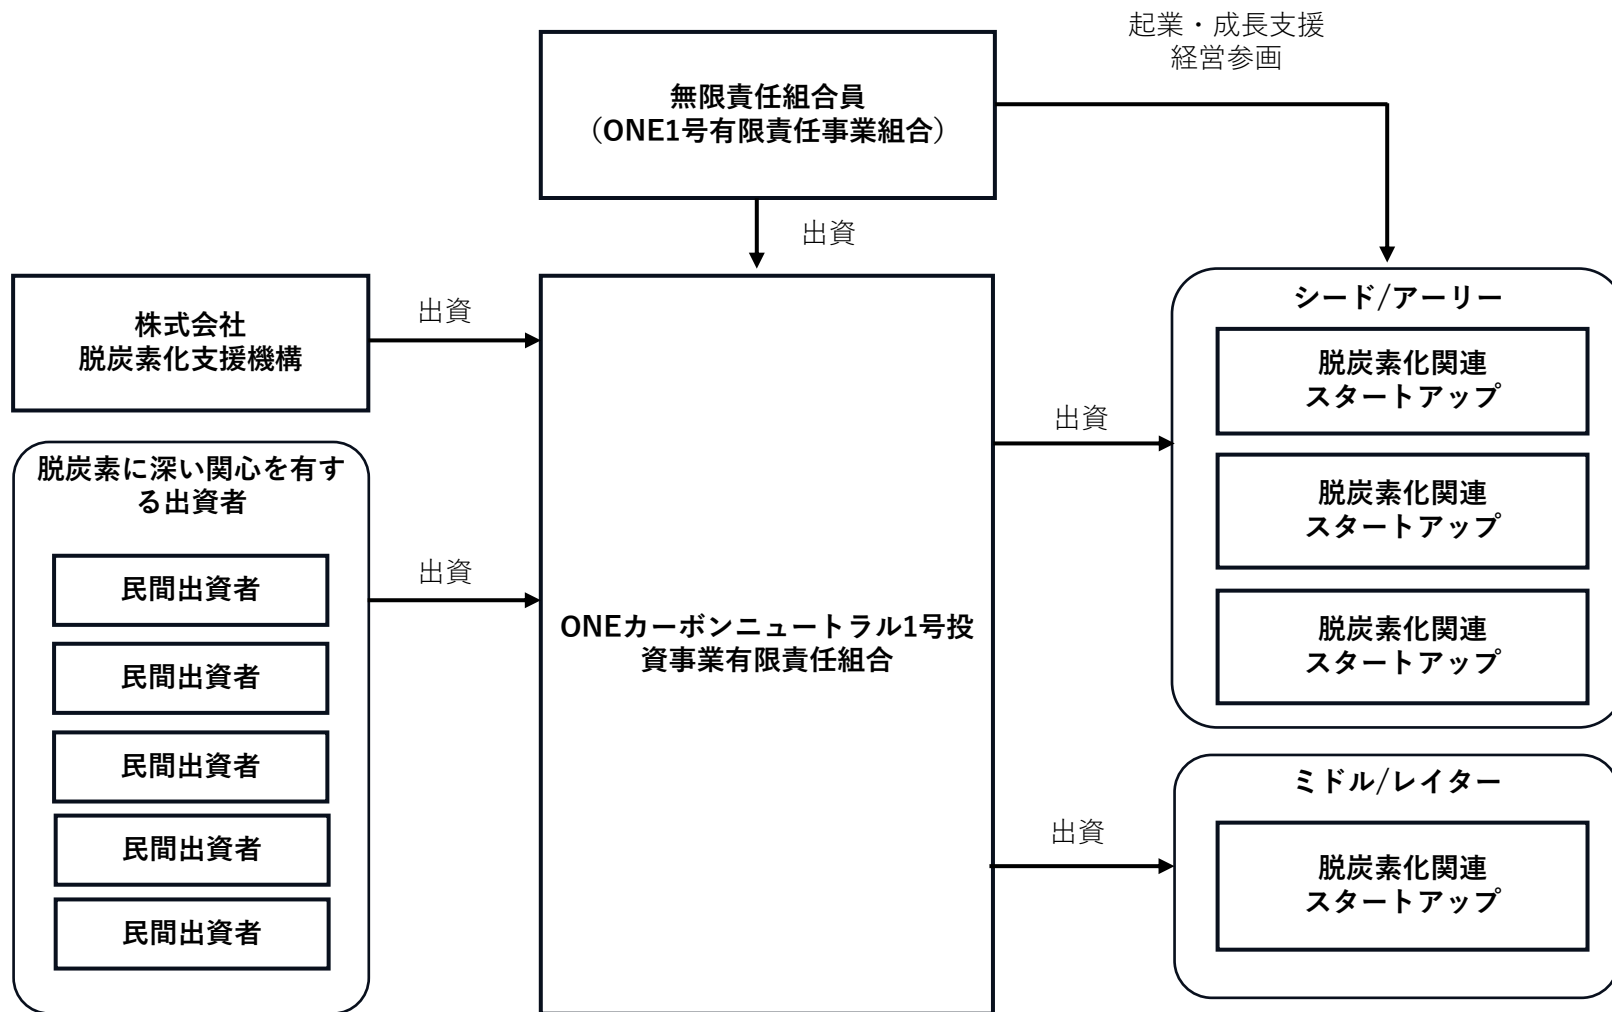 起業・成長支援
経営参画
無限責任組合員
（ONE1号有限責任事業組合）
出資
株式会社
脱炭素化支援機構
出資
脱炭素に深い関心を有す
る出資者
民間出資者
民間出資者
民間出資者
民間出資者
民間出資者
出資
ONEカーボンニュートラル1号投
資事業有限責任組合
出資
シード/アーリー
脱炭素化関連
スタートアップ
脱炭素化関連
スタートアップ
脱炭素化関連
スタートアップ
出資
ミドル/レイター
脱炭素化関連
スタートアップ